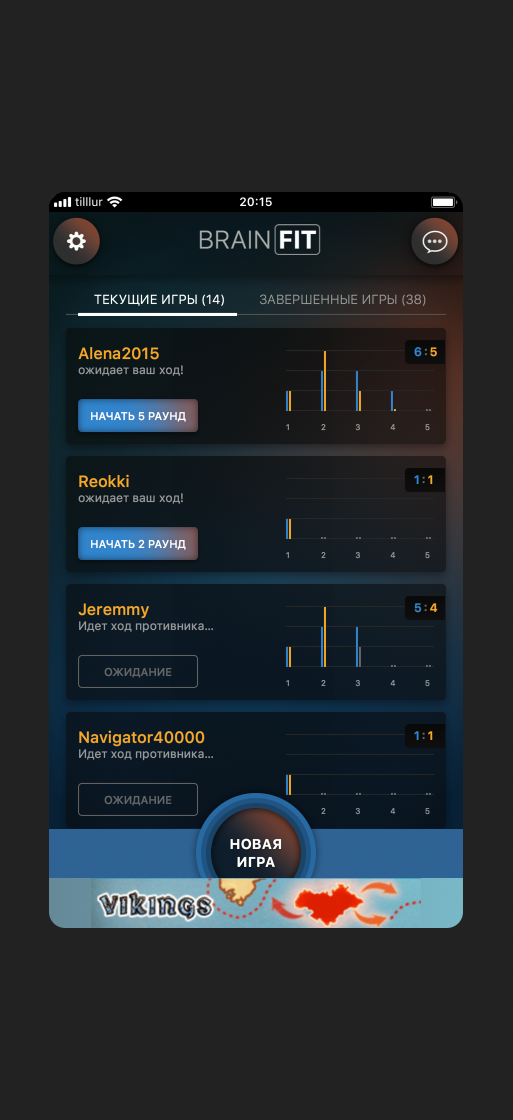 tilllur 20:15
BRAIN FIT
ТЕКУЩИЕ ИГРЫ (14) ЗАВЕРШЕННЫЕ ИГРЫ (38)
Alena2015
6:5
ожидает ваш ход!
НАЧАТЬ 5 РАУНД
1 2 3 4 5
Reokki
1:1
ожидает ваш ход!
НАЧАТЬ 2 РАУНД
1 2 3 4 5
Jeremmy
5:4
Идет ход противника...
ОЖИДАНИЕ
1 2 3 4 5
Navigator40000
1:1
Идет ход противника...
ОЖИДАНИЕ
2 3 4 5
НОВАЯ
ИГРА
VIKINGS